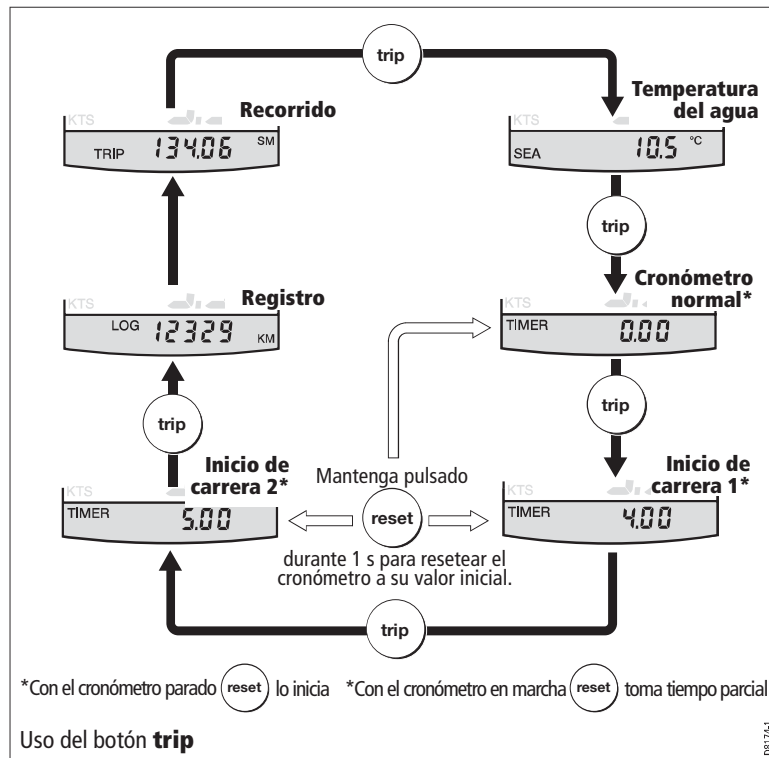 trip
Recorrido
KTS
TRIP 134.06 SM
Temperatura
del agua
KTS
SEA 10.5 °C
trip
Registro
KTS
LOG 12329 KM
Cronómetro
normal*
KTS
TIMER 0.00
trip
trip
Inicio de
carrera 2*
KTS
TIMER 5.00
Mantenga pulsado
reset
durante 1 s para resetear el
cronómetro a su valor inicial.
Inicio de
carrera 1*
KTS
TIMER 4.00
trip
*Con el cronómetro parado reset lo inicia *Con el cronómetro en marcha reset toma tiempo parcial
Uso del botón trip
D8174-1